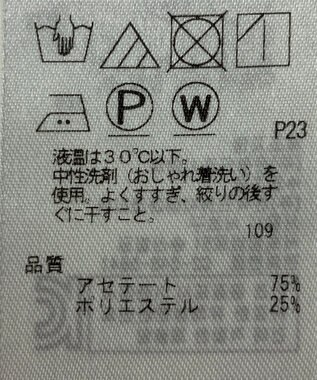 P W
P23
液温は30℃以下。
中性洗剤（おしゃれ着洗い）を
使用。よくすすぎ、絞りの後す
ぐに干すこと。
109
品質
アセテート 75%
ポリエステル 25%